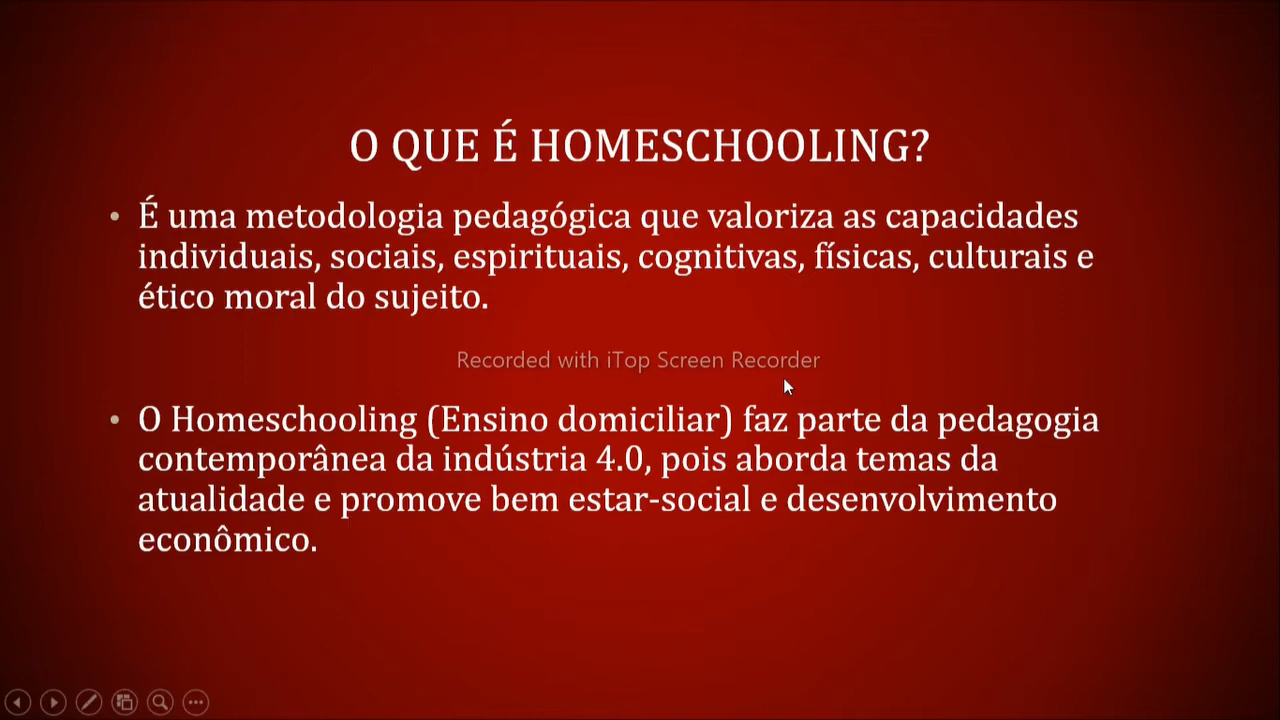 O QUE É HOMESCHOOLING?
• É uma metodologia pedagógica que valoriza as capacidades
individuais, sociais, espirituais, cognitivas, físicas, culturais e
ético moral do sujeito.
Recorded with iTop Screen Recorder
• O Homeschooling (Ensino domiciliar) faz parte da pedagogia
contemporânea da indústria 4.0, pois aborda temas da
atualidade e promove bem estar-social e desenvolvimento
econômico.